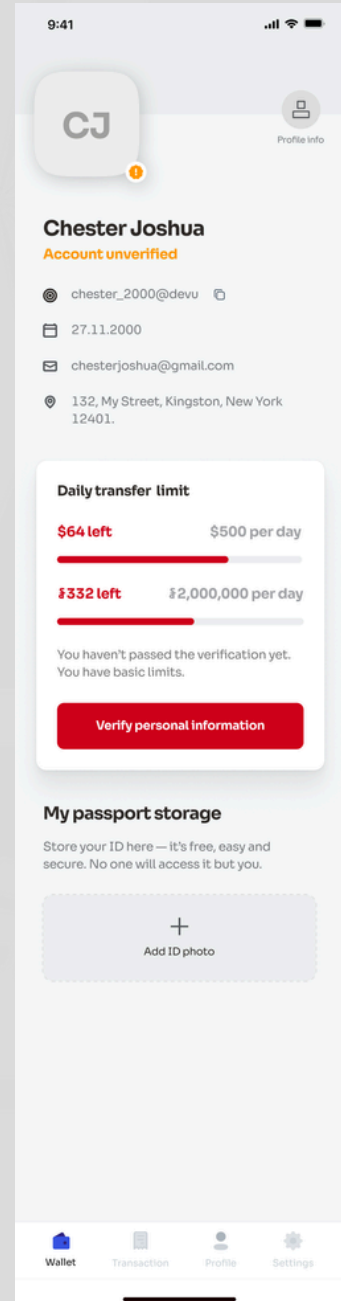 9:41
CJ
Profile info
Chester Joshua
Account unverified
chester_2000@devu
27.11.2000
chesterjoshua@gmail.com
132, My Street, Kingston, New York
12401.
Daily transfer limit
$64 left $500 per day
៛332 left ៛2,000,000 per day
You haven't passed the verification yet.
You have basic limits.
Verify personal information
My passport storage
Store your ID here — it's free, easy and
secure. No one will access it but you.
Add ID photo
Wallet Transaction Profile Settings